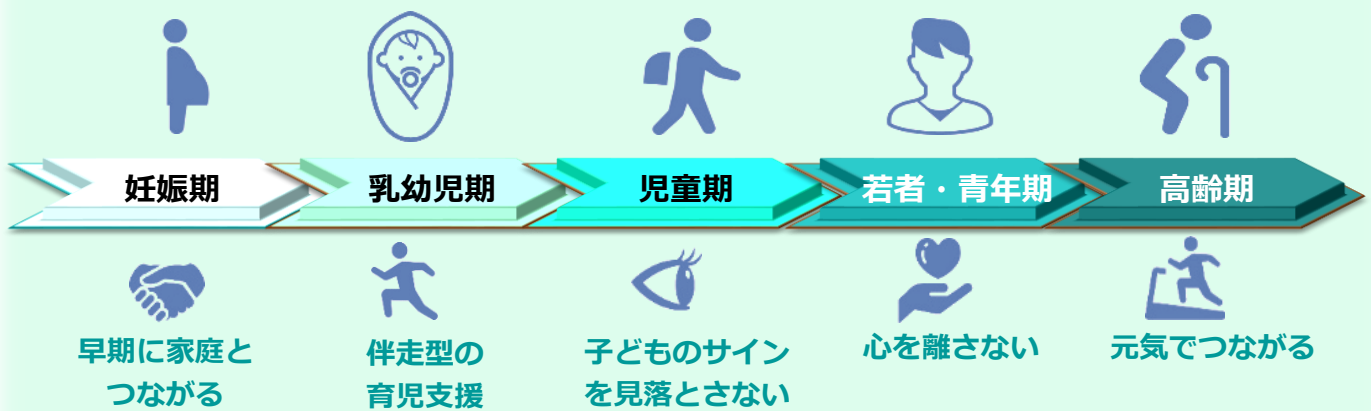 妊娠期
乳幼児期
児童期
若者・青年期
高齢期
早期に家庭と
つながる
伴走型の
育児支援
子どものサイン
を見落とさない
心を離さない
元気でつながる